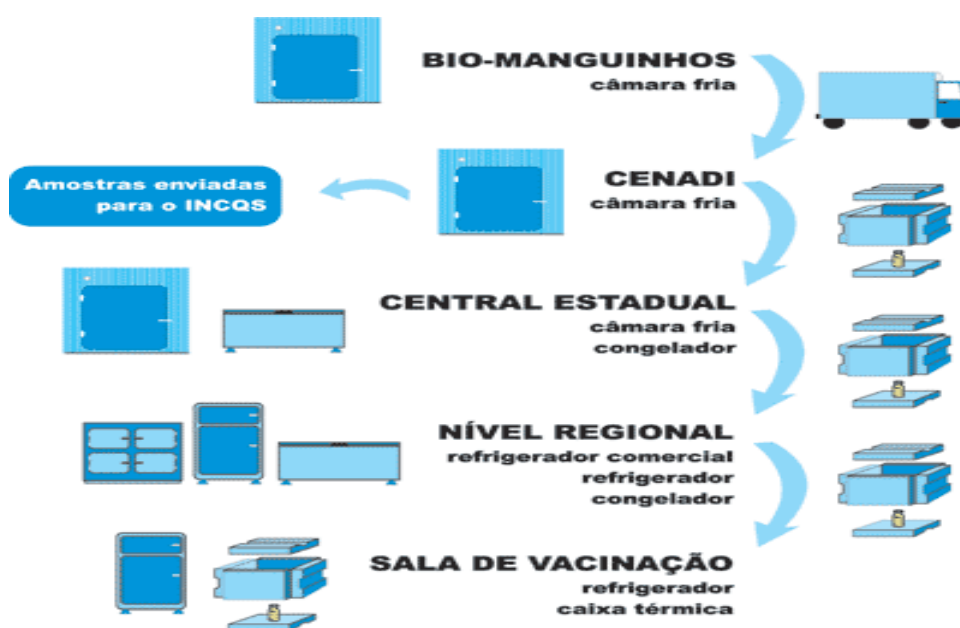 BIO-MANGUINHOS
câmara fria
CENADI
câmara fria
Amostras enviadas
para o INCQS
CENTRAL ESTADUAL
câmara fria
congelador
NÍVEL REGIONAL
refrigerador comercial
refrigerador
congelador
SALA DE VACINAÇÃO
refrigerador
caixa térmica